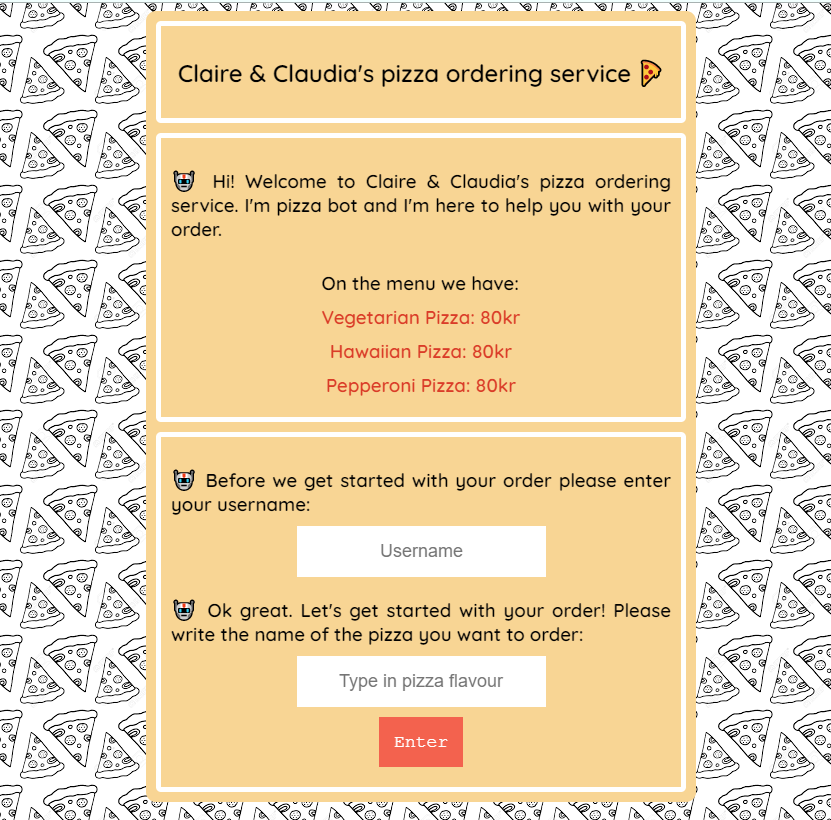 Claire & Claudia's pizza ordering service 🍕
🤖 Hi! Welcome to Claire & Claudia's pizza ordering
service. I'm pizza bot and I'm here to help you with your
order.
On the menu we have:
Vegetarian Pizza: 80kr
Hawaiian Pizza: 80kr
Pepperoni Pizza: 80kr
🤖 Before we get started with your order please enter
your username:
Username
🤖 Ok great. Let's get started with your order! Please
write the name of the pizza you want to order:
Type in pizza flavour
Enter